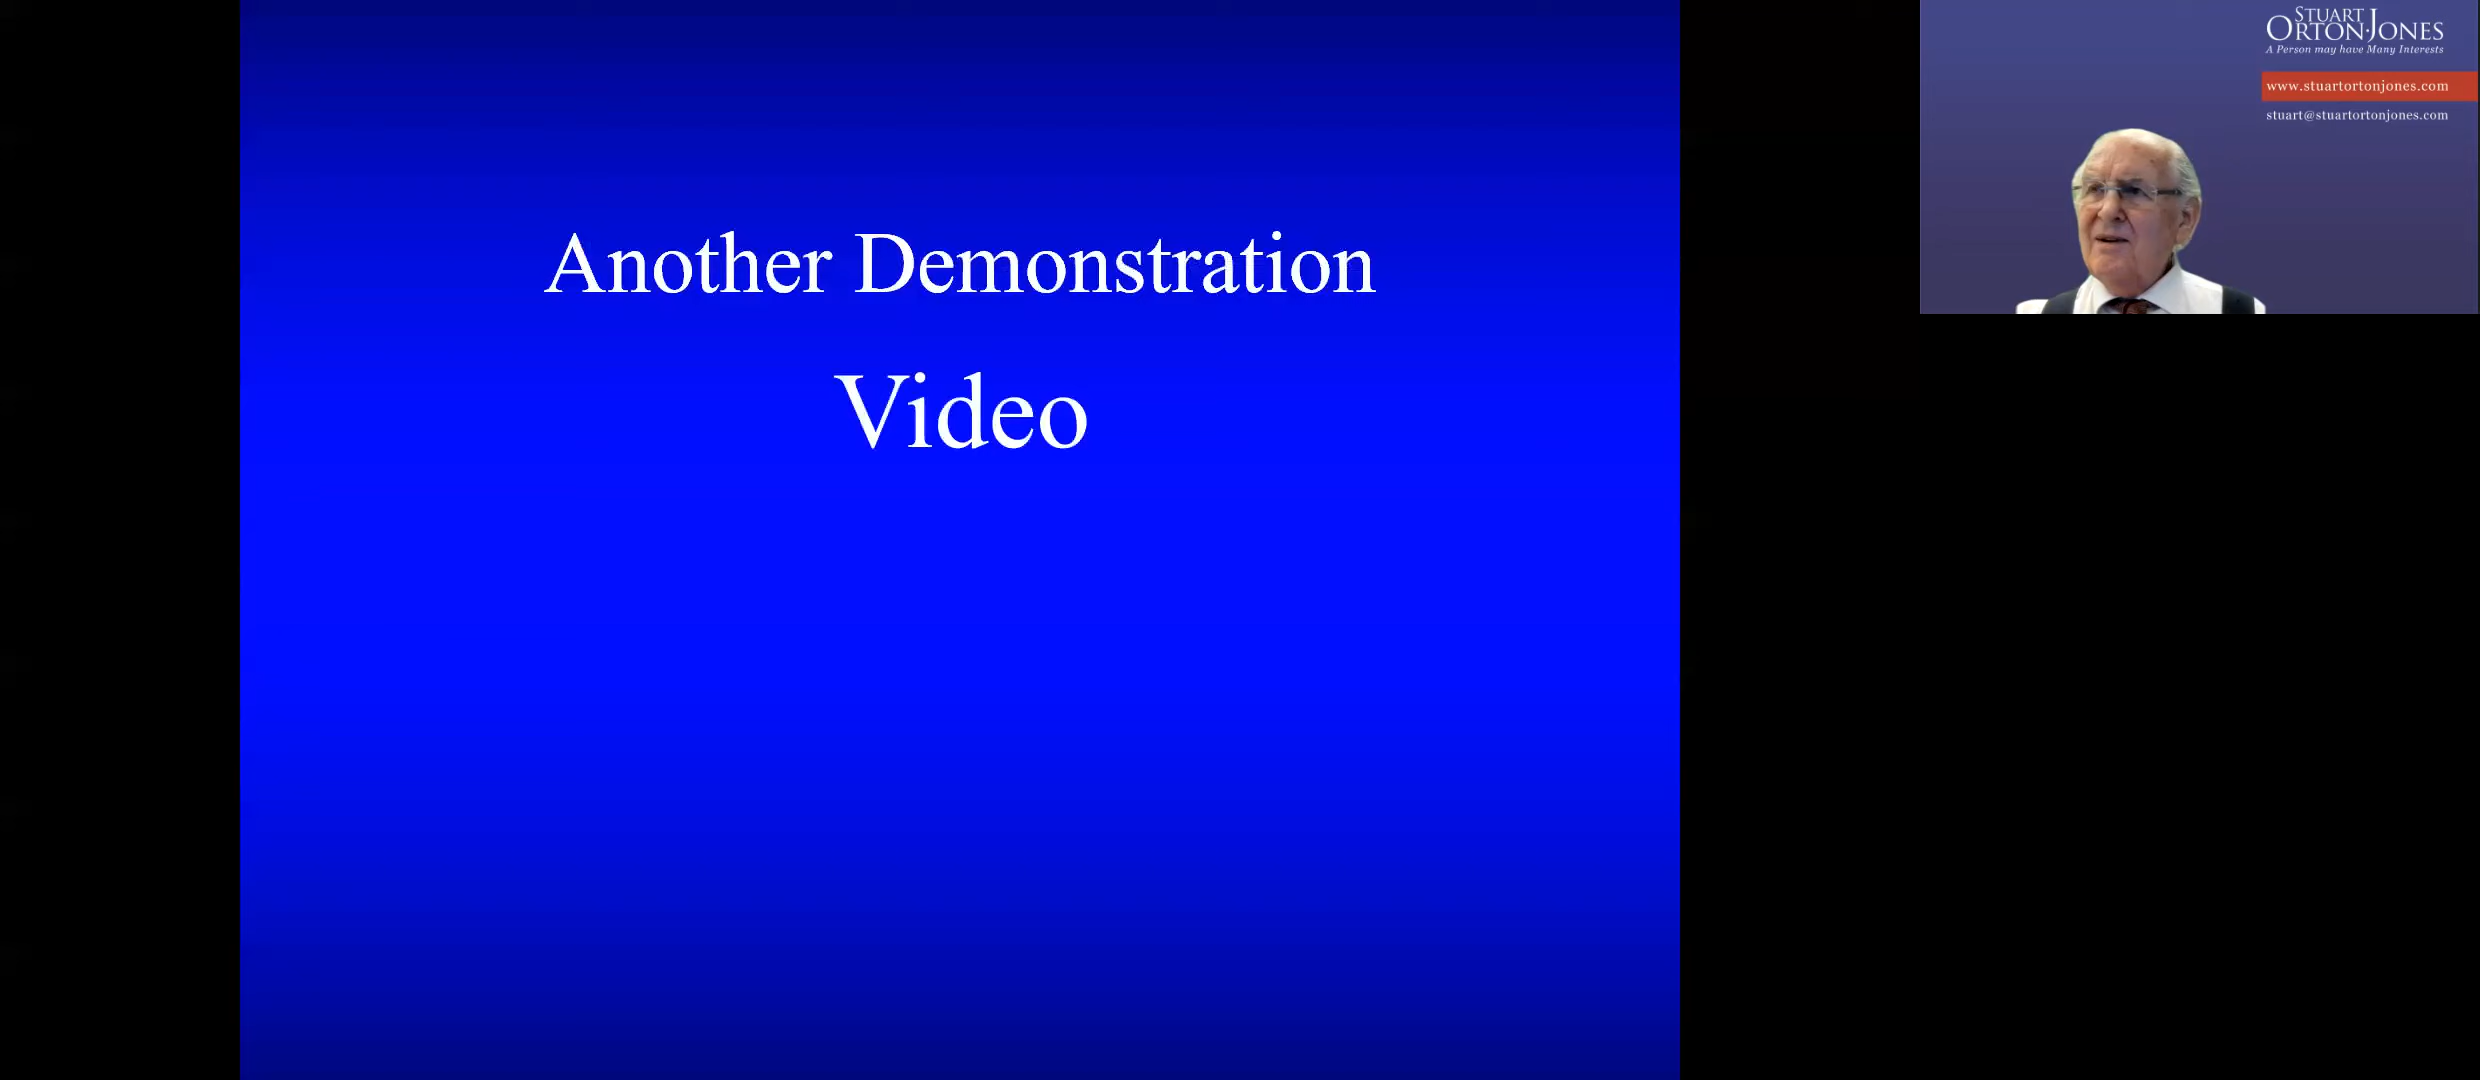 Another Demonstration
Video
STUART
ORTON·JONES
A Person may have Many Interests
www.stuartortonjones.com
stuart@stuartortonjones.com